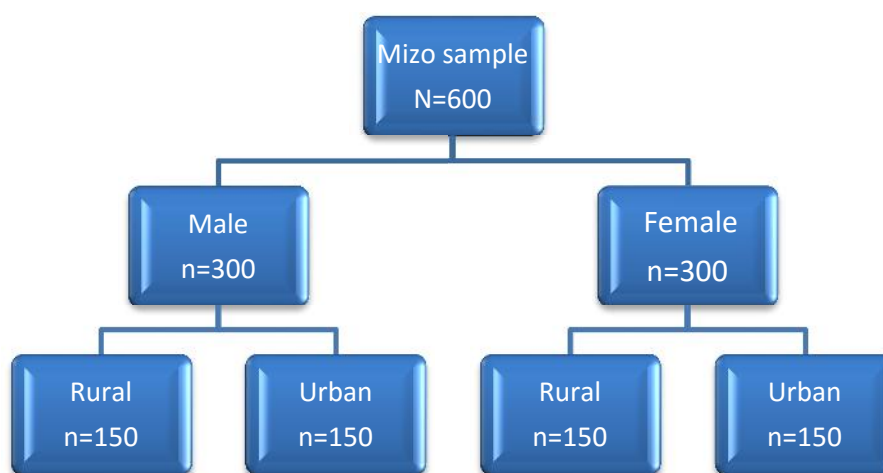 Mizo sample
N=600
Male
n=300
Female
n=300
Rural
n=150
Urban
n=150
Rural
n=150
Urban
n=150